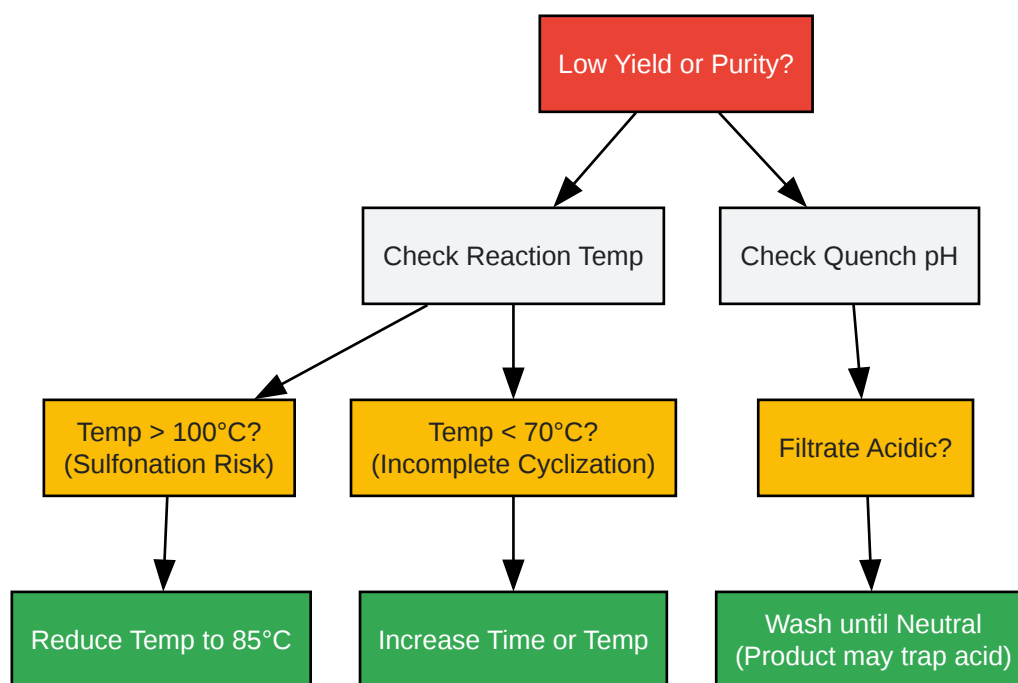 Low Yield or Purity?
Check Reaction Temp
Check Quench pH
Temp > 100°C?
(Sulfonation Risk)
Temp < 70°C?
(Incomplete Cyclization)
Filtrate Acidic?
Reduce Temp to 85°C
Increase Time or Temp
Wash until Neutral
(Product may trap acid)